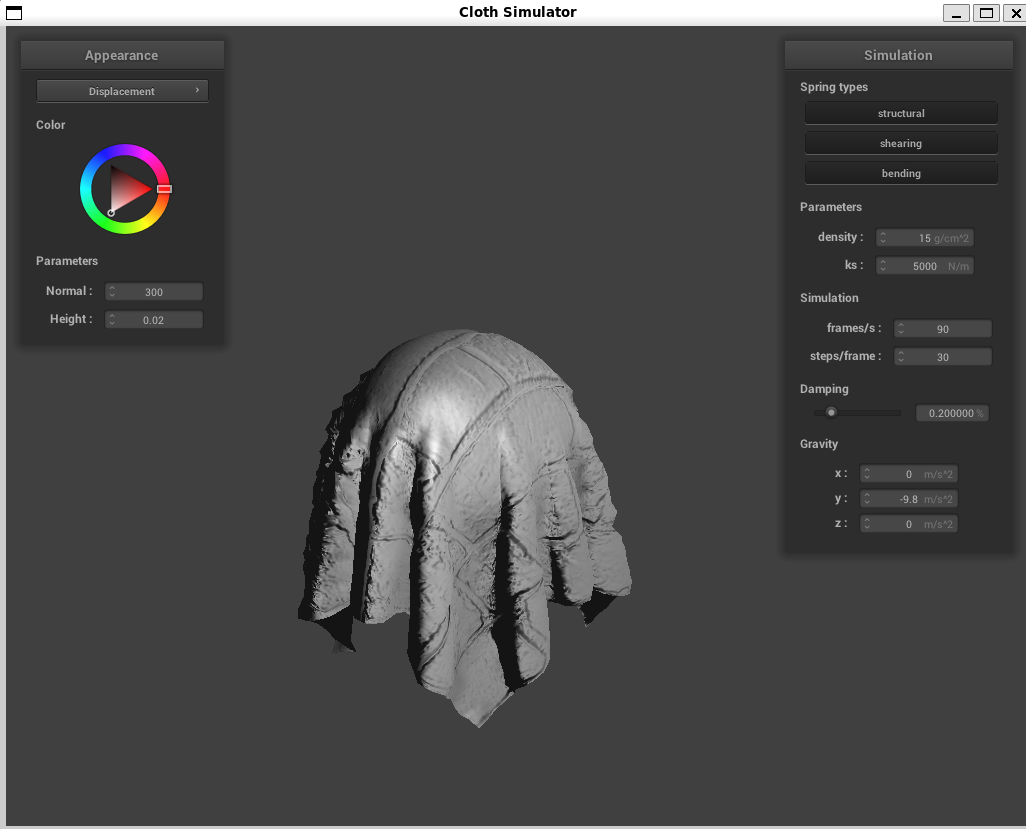 Cloth Simulator
Appearance
Displacement
Color
Parameters
Normal : 300
Height : 0.02
Simulation
Spring types
structural
shearing
bending
Parameters
density : 15 g/cm^2
ks : 5000 N/m
Simulation
frames/s : 90
steps/frame : 30
Damping
0.200000 %
Gravity
x : 0 m/s^2
y : -9.8 m/s^2
z : 0 m/s^2